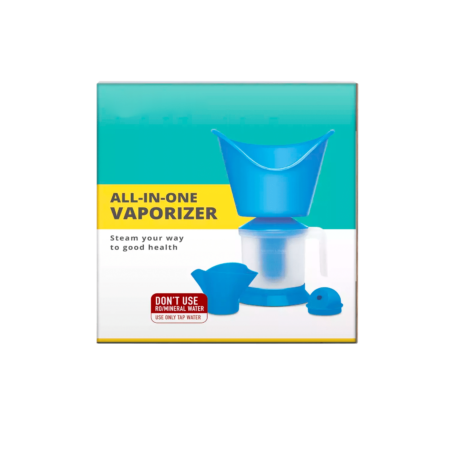 ALL-IN-ONE
VAPORIZER
Steam your way
to good health
DON'T USE
RO/MINERAL WATER
USE ONLY TAP WATER